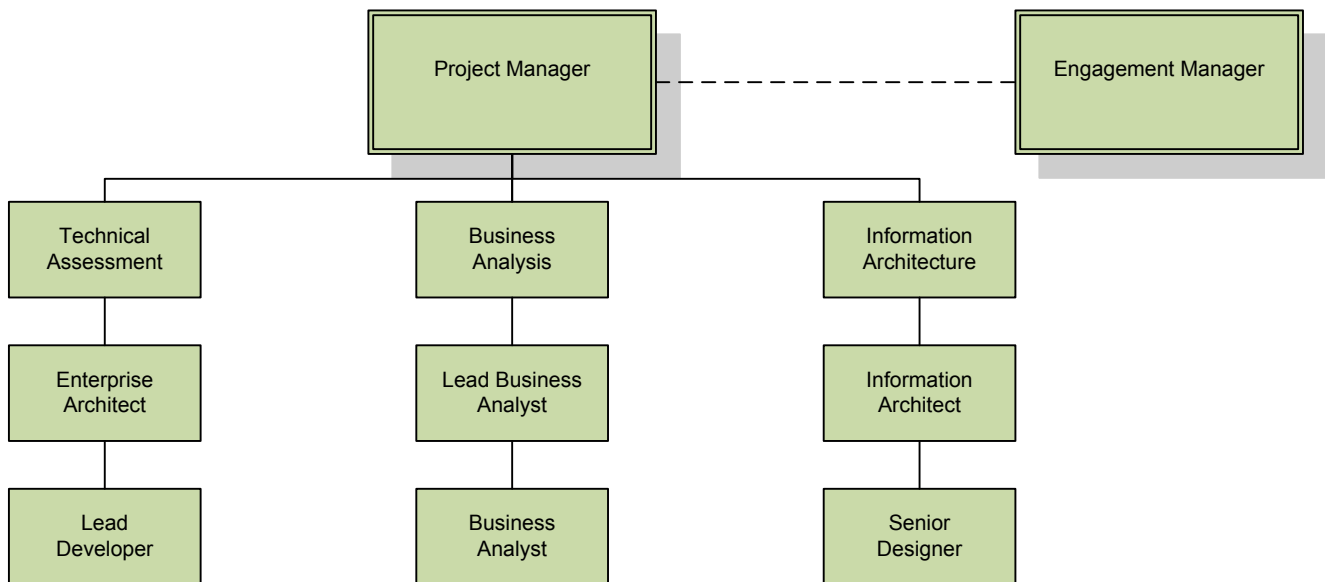 Project Manager
Engagement Manager
Technical
Assessment
Business
Analysis
Information
Architecture
Enterprise
Architect
Lead Business
Analyst
Information
Architect
Lead
Developer
Business
Analyst
Senior
Designer